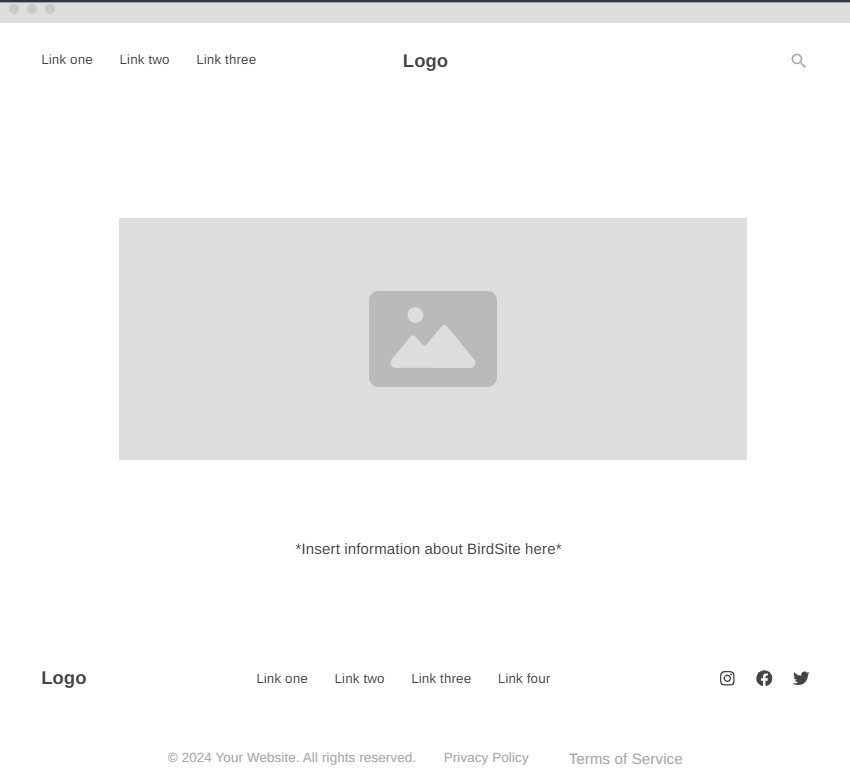 Link one Link two Link three Logo
*Insert information about BirdSite here*
Logo Link one Link two Link three Link four
© 2024 Your Website. All rights reserved. Privacy Policy Terms of Service